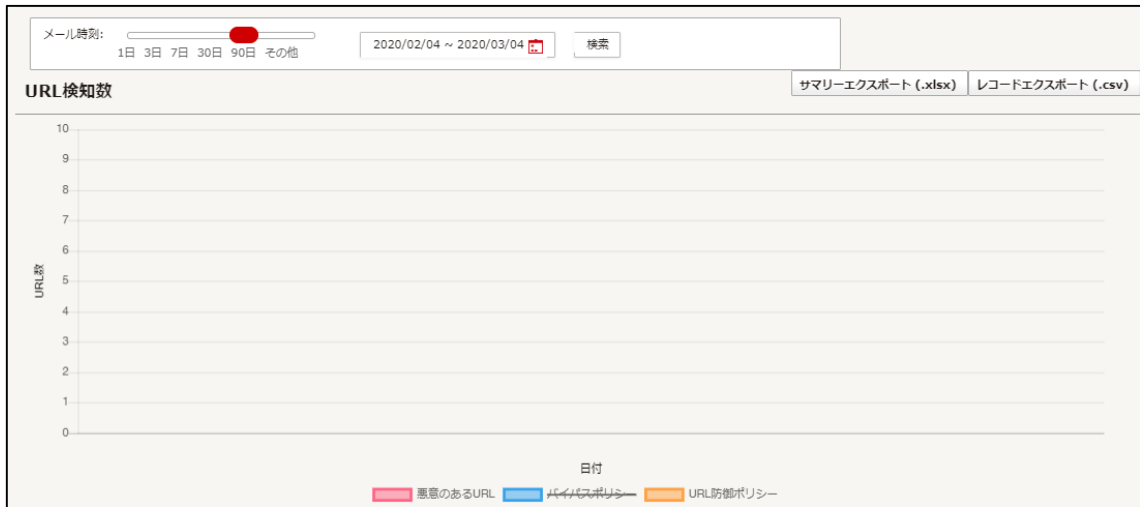 メール時刻:
1日 3日 7日 30日 90日 その他
2020/02/04 ~ 2020/03/04
検索
URL検知数
サマリーエクスポート (.xlsx)
レコードエクスポート (.csv)
10
9
8
7
6
5
4
3
2
1
0
URL数
日付
悪意のあるURL
バイパスポリシー
URL防御ポリシー